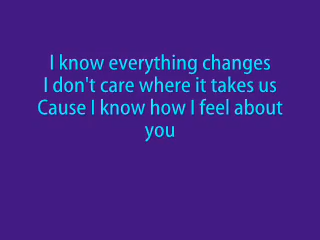 I know everything changes
I don't care where it takes us
Cause I know how I feel about
you